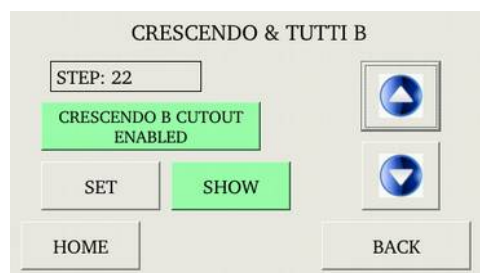 CRESCENDO & TUTTI B
STEP: 22
CRESCENDO B CUTOUT
ENABLED
SET
SHOW
HOME
BACK